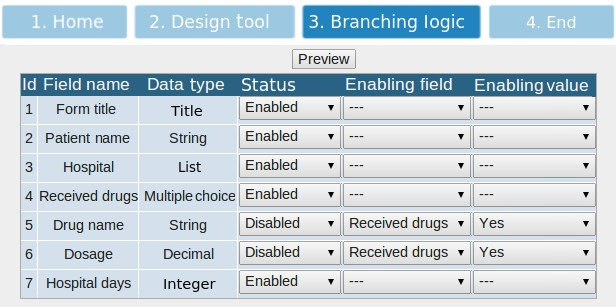 1. Home 2. Design tool 3. Branching logic 4. End
Preview
Id Field name Data type Status Enabling field Enabling value
1 Form title Title Enabled --- ---
2 Patient name String Enabled --- ---
3 Hospital List Enabled --- ---
4 Received drugs Multiple choice Enabled --- ---
5 Drug name String Disabled Received drugs Yes
6 Dosage Decimal Disabled Received drugs Yes
7 Hospital days Integer Enabled --- ---